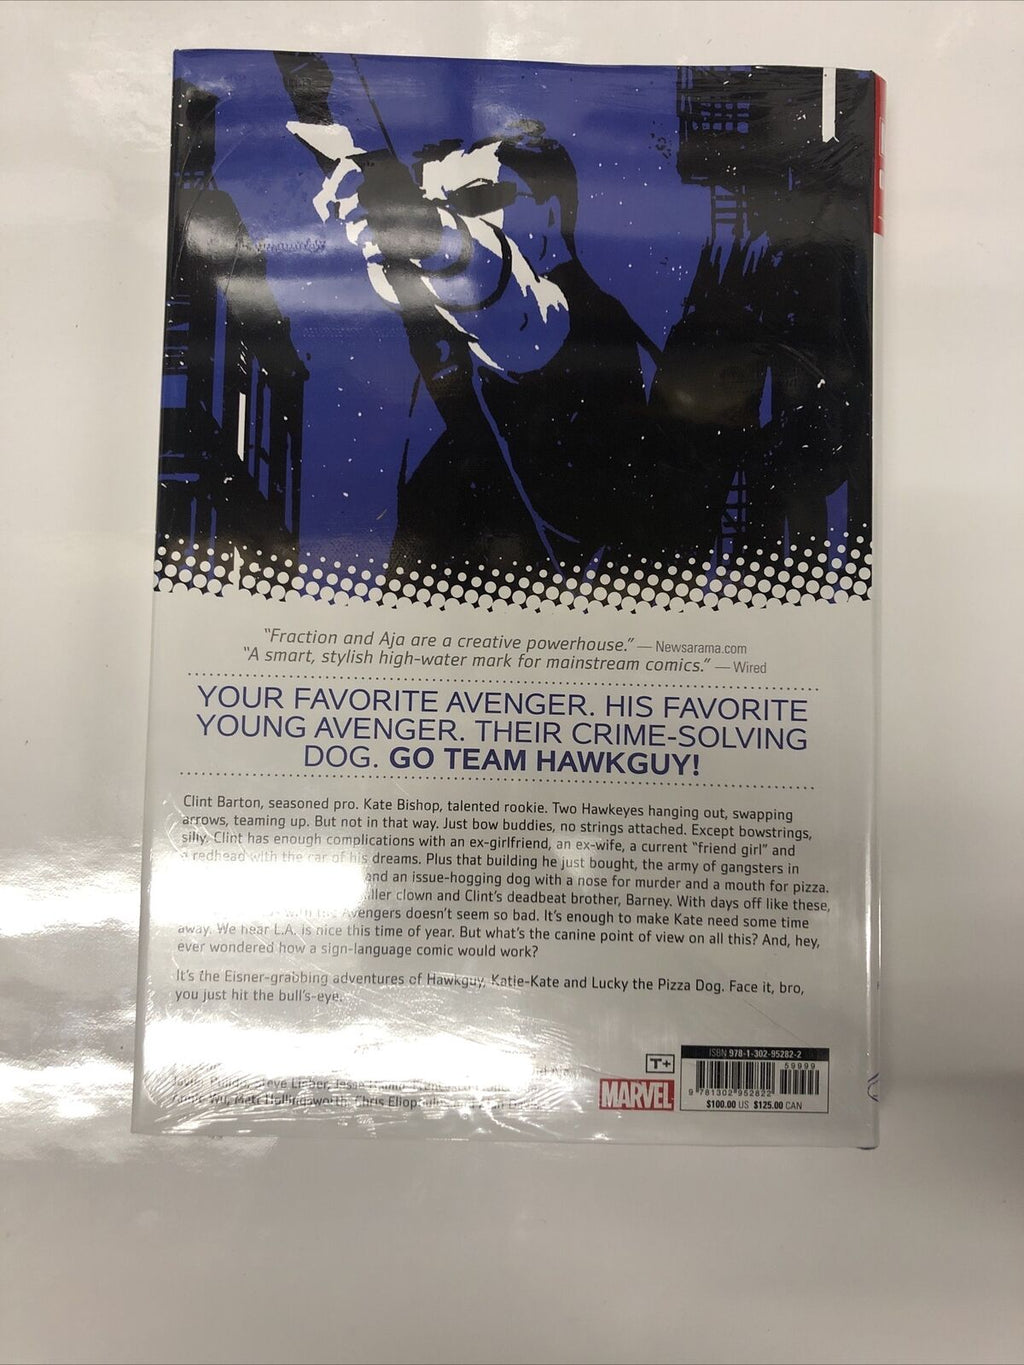 “Fraction and Aja are a creative powerhouse.” — Newsarama.com
“A smart, stylish high-water mark for mainstream comics.” — Wired
YOUR FAVORITE AVENGER. HIS FAVORITE
YOUNG AVENGER. THEIR CRIME-SOLVING
DOG. GO TEAM HAWKGUY!
Clint Barton, seasoned pro. Kate Bishop, talented rookie. Two Hawkeyes hanging out, swapping
arrows, teaming up. But not in that way. Just bow buddies, no strings attached. Except bowstrings,
silly. Clint has enough complications with an ex-girlfriend, an ex-wife, a current “friend girl” and
a redhead with the car of his dreams. Plus that building he just bought, the army of gangsters in
and an issue-hogging dog with a nose for murder and a mouth for pizza.
killer clown and Clint’s deadbeat brother, Barney. With days off like these,
with the Avengers doesn’t seem so bad. It’s enough to make Kate need some time
away. We hear L.A. is nice this time of year. But what’s the canine point of view on all this? And, hey,
ever wondered how a sign-language comic would work?
It’s the Eisner-grabbing adventures of Hawkguy, Katie-Kate and Lucky the Pizza Dog. Face it, bro,
you just hit the bull’s-eye.
Steve Lieber, Jesse
Annie Wu, Matt Hollingsworth, Chris
T+
MARVEL
ISBN 978-1-302-95282-2
59999
9 781302 952822
$100.00 US $125.00 CAN